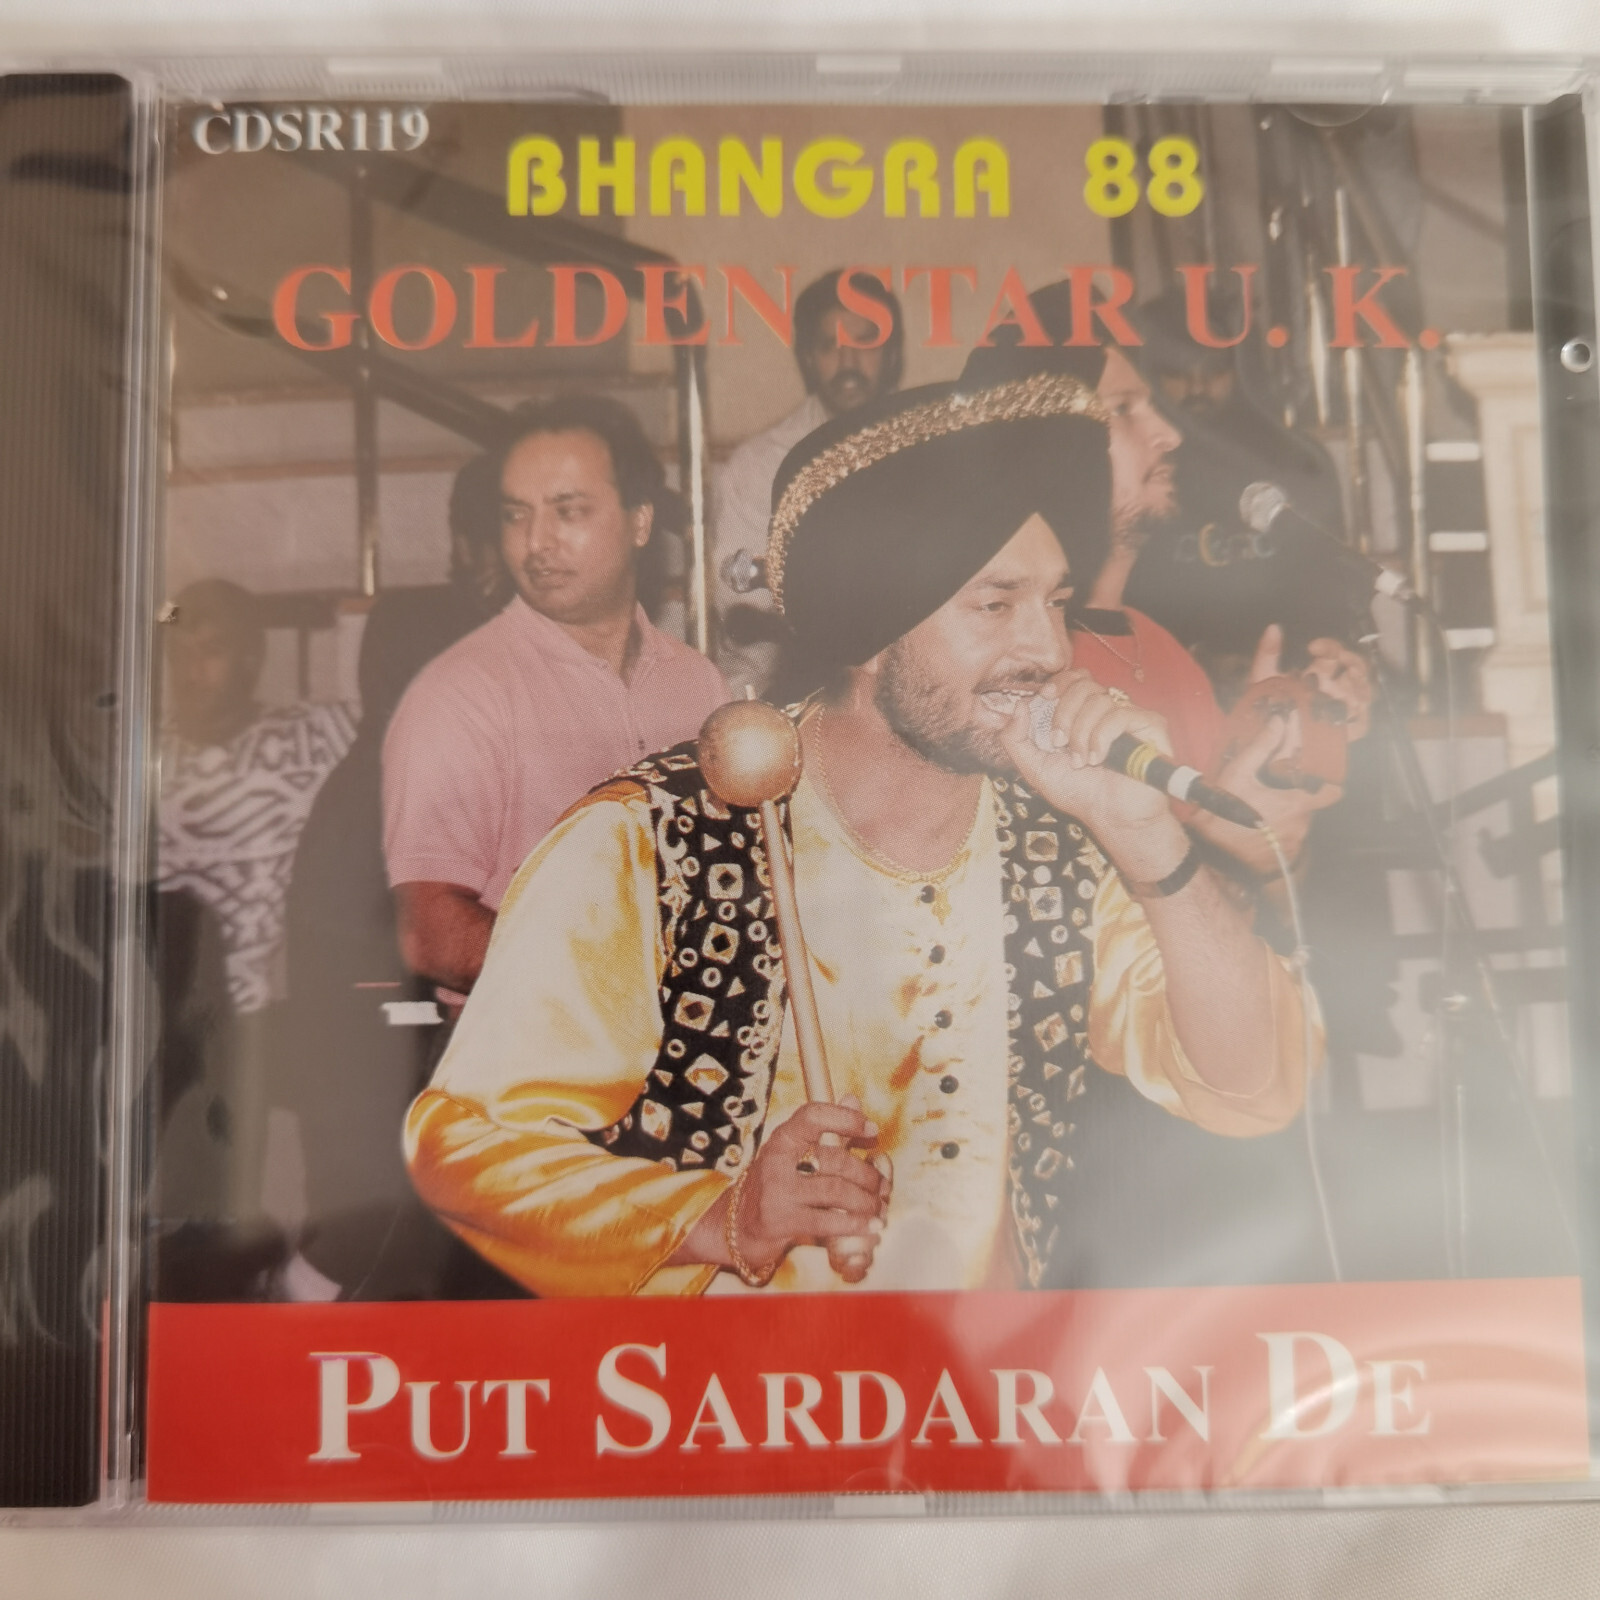 CDSR119
BHANGRA 88
GOLDEN STAR U. K.
PUT SARDARAN DE